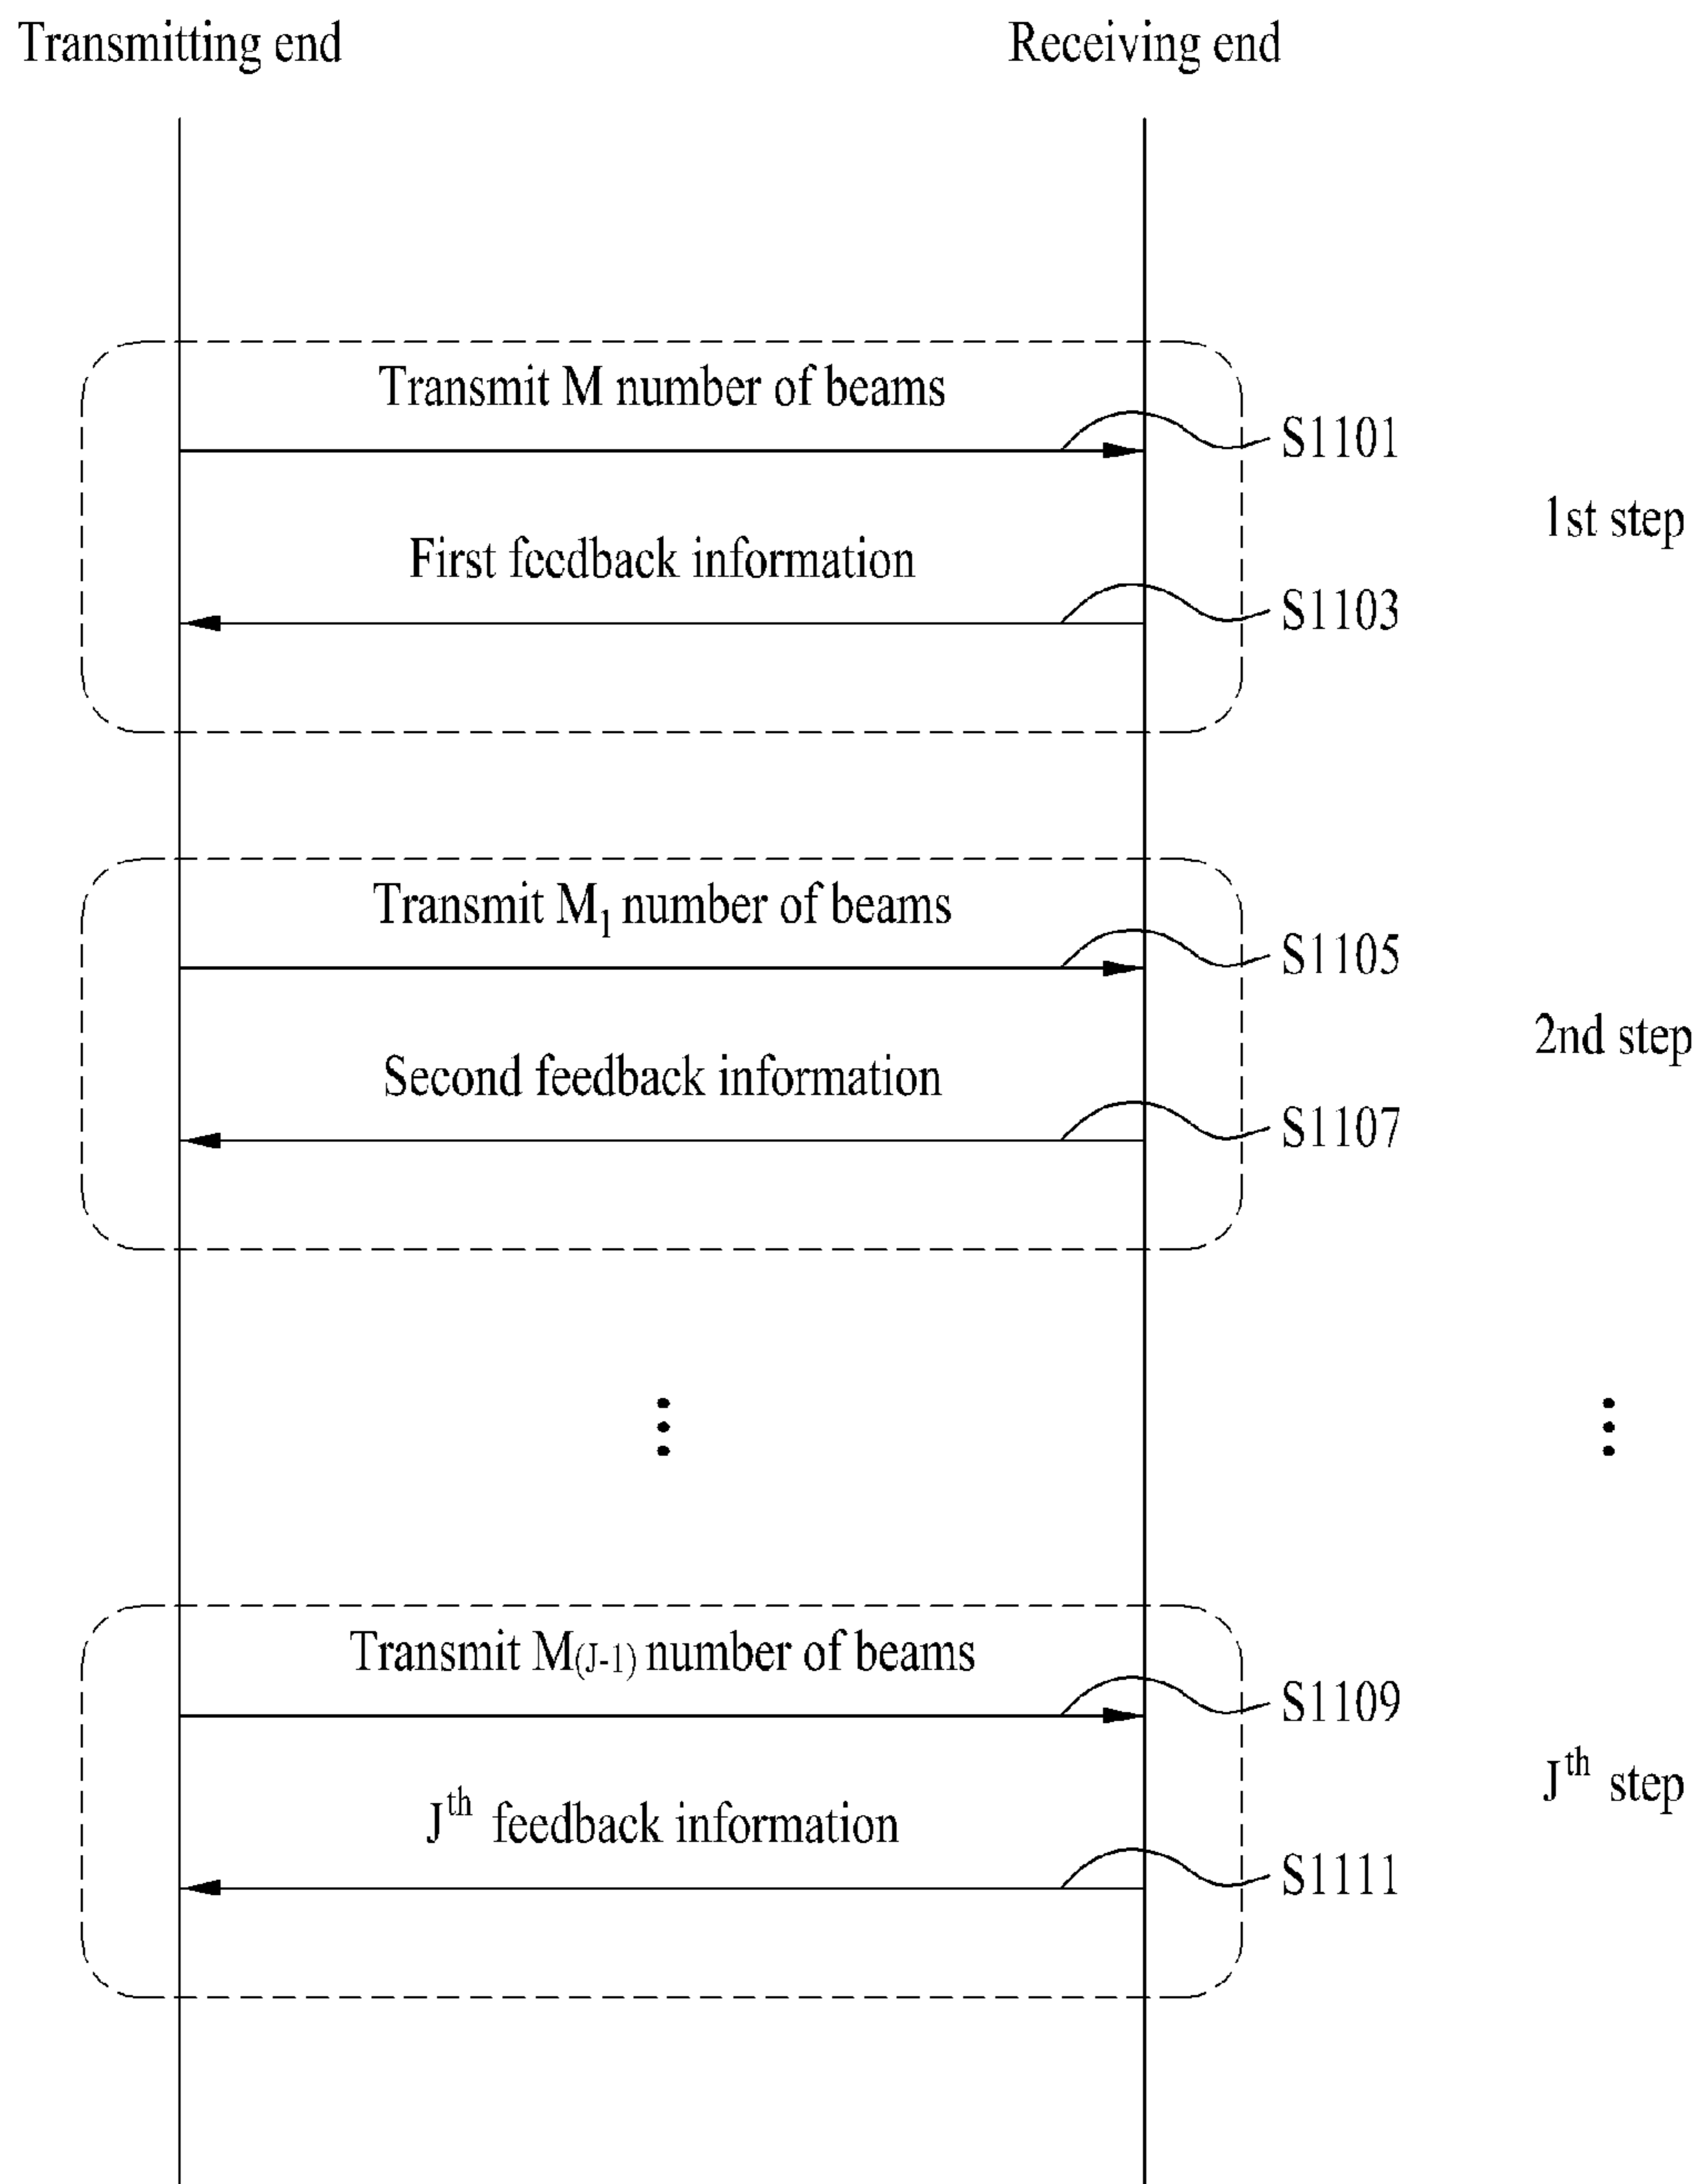 Transmitting end
Receiving end
Transmit M number of beams
S1101
1st step
First feedback information
S1103
Transmit M₁ number of beams
S1105
2nd step
Second feedback information
S1107
Transmit M(J-1) number of beams
S1109
Jth step
Jth feedback information
S1111